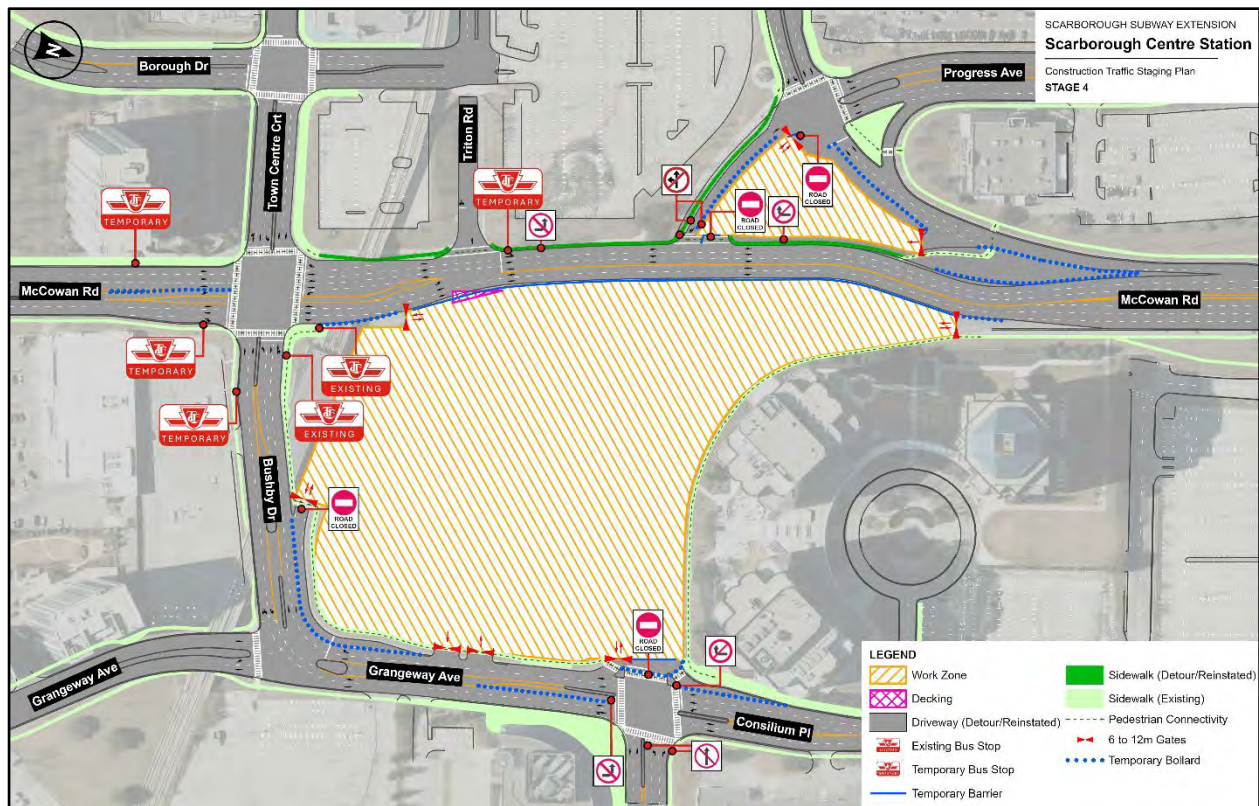 N
SCARBOROUGH SUBWAY EXTENSION
Scarborough Centre Station
Construction Traffic Staging Plan
STAGE 4
Borough Dr
Progress Ave
Town Centre Crt
Triton Rd
TEMPORARY
TEMPORARY
ROAD
CLOSED
ROAD
CLOSED
McCowan Rd
McCowan Rd
TEMPORARY
EXISTING
TEMPORARY
EXISTING
Bushby Dr
ROAD
CLOSED
ROAD
CLOSED
Grangeway Ave
Grangeway Ave
Consilium Pl
LEGEND
Work Zone
Decking
Driveway (Detour/Reinstated)
Existing Bus Stop
Temporary Bus Stop
Temporary Barrier
Sidewalk (Detour/Reinstated)
Sidewalk (Existing)
Pedestrian Connectivity
6 to 12m Gates
Temporary Bollard